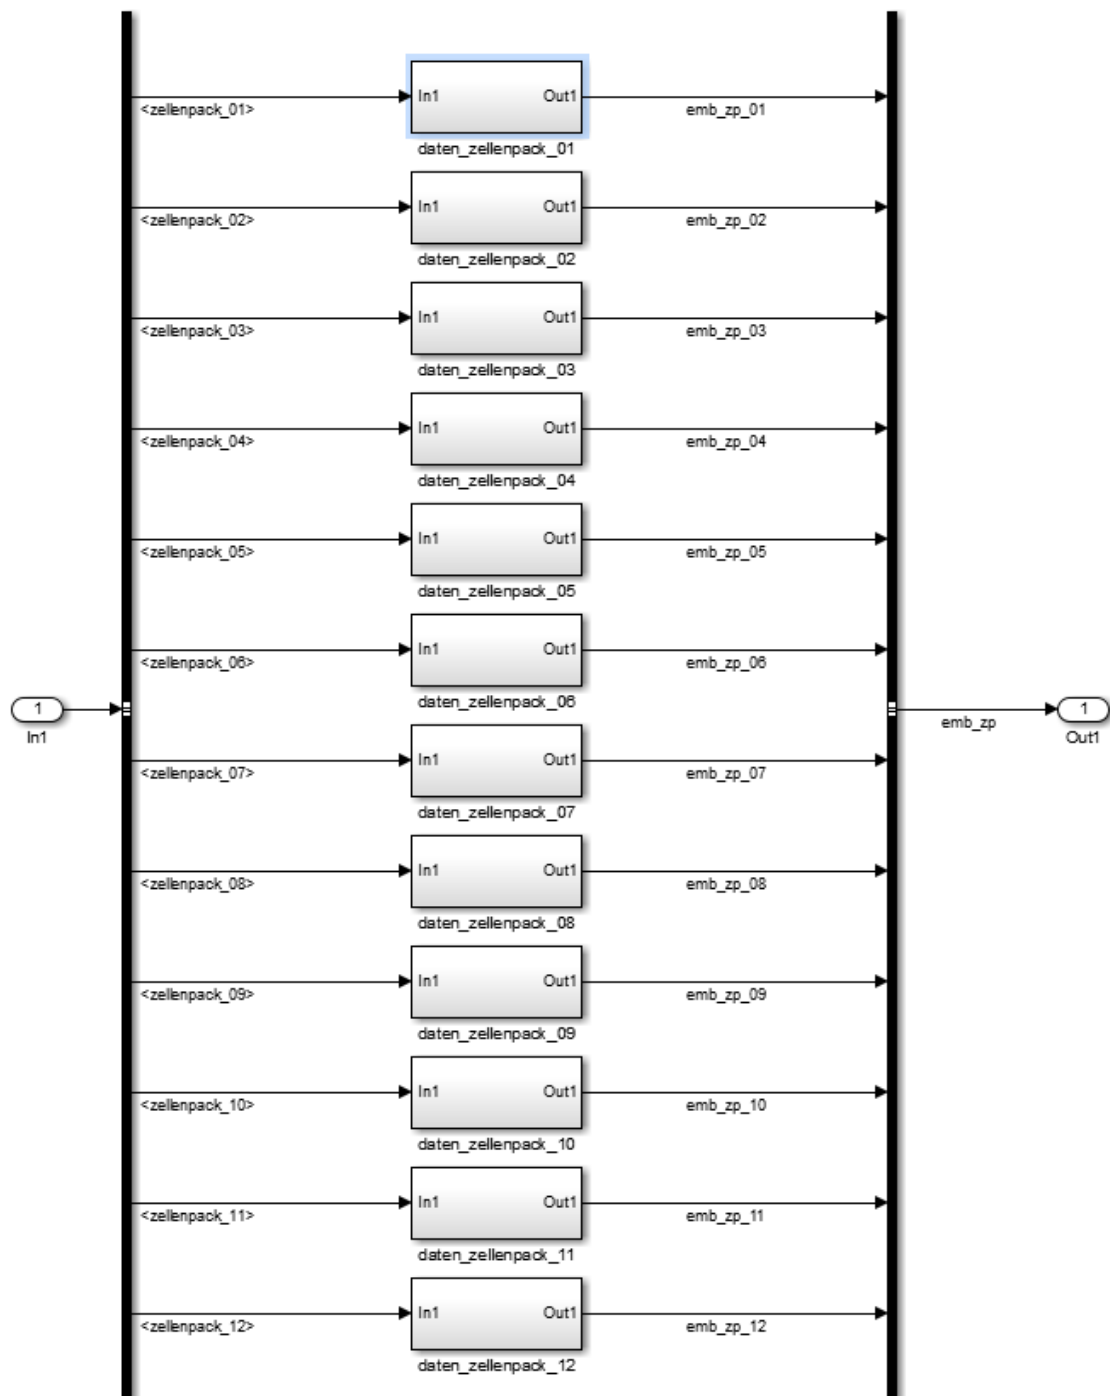 In1 Out1
<zellenpack_01> emb_zp_01
daten_zellenpack_01
In1 Out1
<zellenpack_02> emb_zp_02
daten_zellenpack_02
In1 Out1
<zellenpack_03> emb_zp_03
daten_zellenpack_03
In1 Out1
<zellenpack_04> emb_zp_04
daten_zellenpack_04
In1 Out1
<zellenpack_05> emb_zp_05
daten_zellenpack_05
In1 Out1
<zellenpack_06> emb_zp_06
daten_zellenpack_06
1 1
emb_zp
In1 Out1
In1 Out1
<zellenpack_07> emb_zp_07
daten_zellenpack_07
In1 Out1
<zellenpack_08> emb_zp_08
daten_zellenpack_08
In1 Out1
<zellenpack_09> emb_zp_09
daten_zellenpack_09
In1 Out1
<zellenpack_10> emb_zp_10
daten_zellenpack_10
In1 Out1
<zellenpack_11> emb_zp_11
daten_zellenpack_11
In1 Out1
<zellenpack_12> emb_zp_12
daten_zellenpack_12